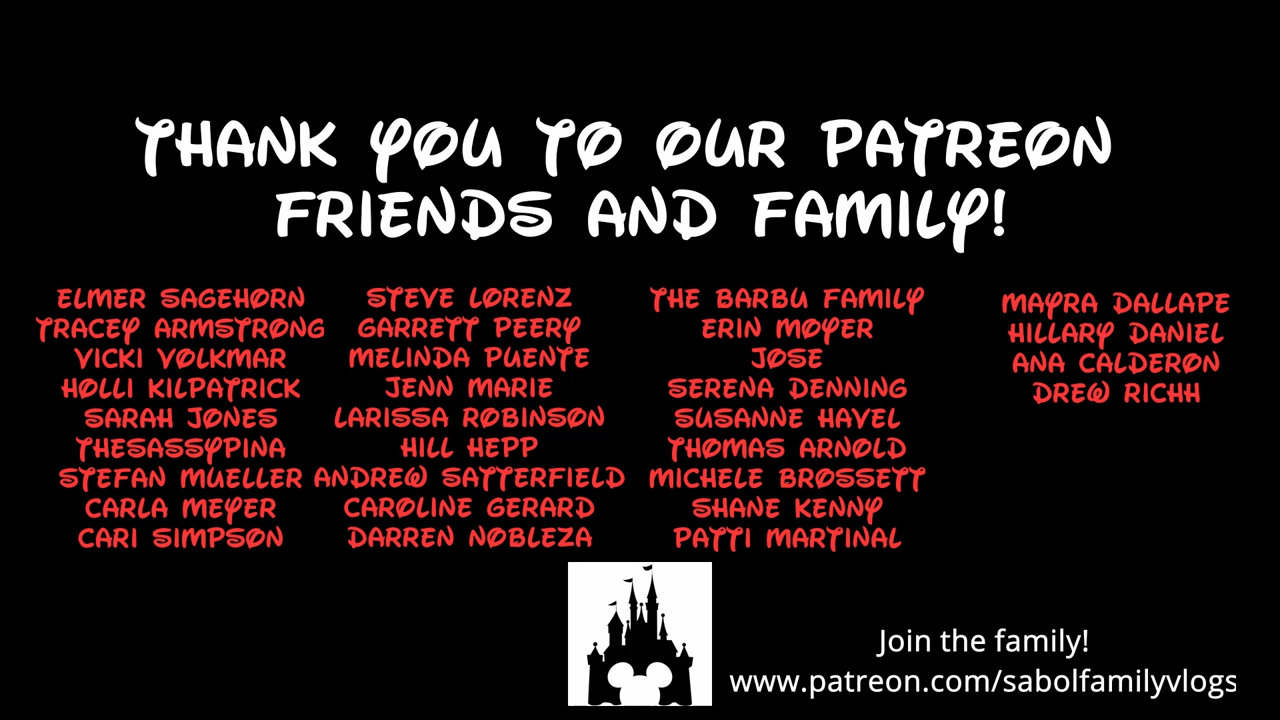 THANK YOU TO OUR PATREON
FRIENDS AND FAMILY!
ELMER SAGEHORN
TRACEY ARMSTRONG
VICKI VOLKMAR
HOLLI KILPATRICK
SARAH JONES
THESASSYPINA
STEFAN MUELLER
CARLA MEYER
CARI SIMPSON
STEVE LORENZ
GARRETT PEERY
MELINDA PUENTE
JENN MARIE
LARISSA ROBINSON
HILL HEPP
ANDREW SATTERFIELD
CAROLINE GERARD
DARREN NOBLEZA
THE BARBU FAMILY
ERIN MOYER
JOSE
SERENA DENNING
SUSANNE HAVEL
THOMAS ARNOLD
MICHELE BROSSETT
SHANE KENNY
PATTI MARTINAL
MAYRA DALLAPE
HILLARY DANIEL
ANA CALDERON
DREW RICHH
Join the family!
www.patreon.com/sabolfamilyvlogs